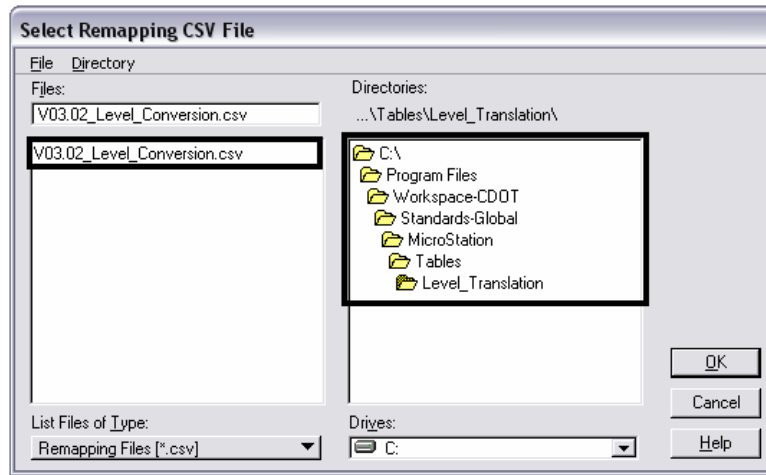 Select Remapping CSV File
File Directory
Files:
V03.02_Level_Conversion.csv
V03.02_Level_Conversion.csv
List Files of Type:
Remapping Files [*.csv]
Directories:
...\Tables\Level_Translation\
C:\
Program Files
Workspace-CDOT
Standards-Global
MicroStation
Tables
Level_Translation
Drives:
C:
OK
Cancel
Help